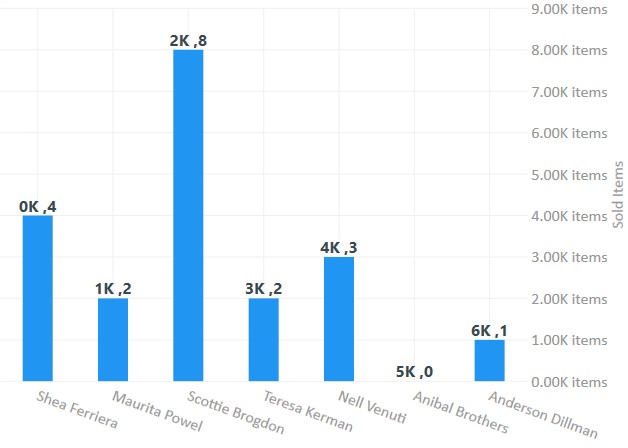 9.00K items
2K ,8
8.00K items
7.00K items
6.00K items
5.00K items
Sold Items
0K ,4
4.00K items
4K ,3
3.00K items
1K ,2
3K ,2
2.00K items
6K ,1
1.00K items
5K ,0
0.00K items
Shea Ferriera
Maurita Powel
Scottie Brogdon
Teresa Kerman
Nell Venuti
Anibal Brothers
Anderson Dillman